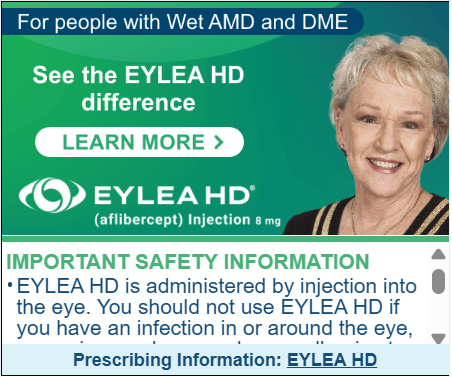 For people with Wet AMD and DME
See the EYLEA HD
difference
LEARN MORE >
EYLEA HD®
(aflibercept) Injection 8 mg
IMPORTANT SAFETY INFORMATION
•EYLEA HD is administered by injection into
the eye. You should not use EYLEA HD if
you have an infection in or around the eye,
Prescribing Information: EYLEA HD